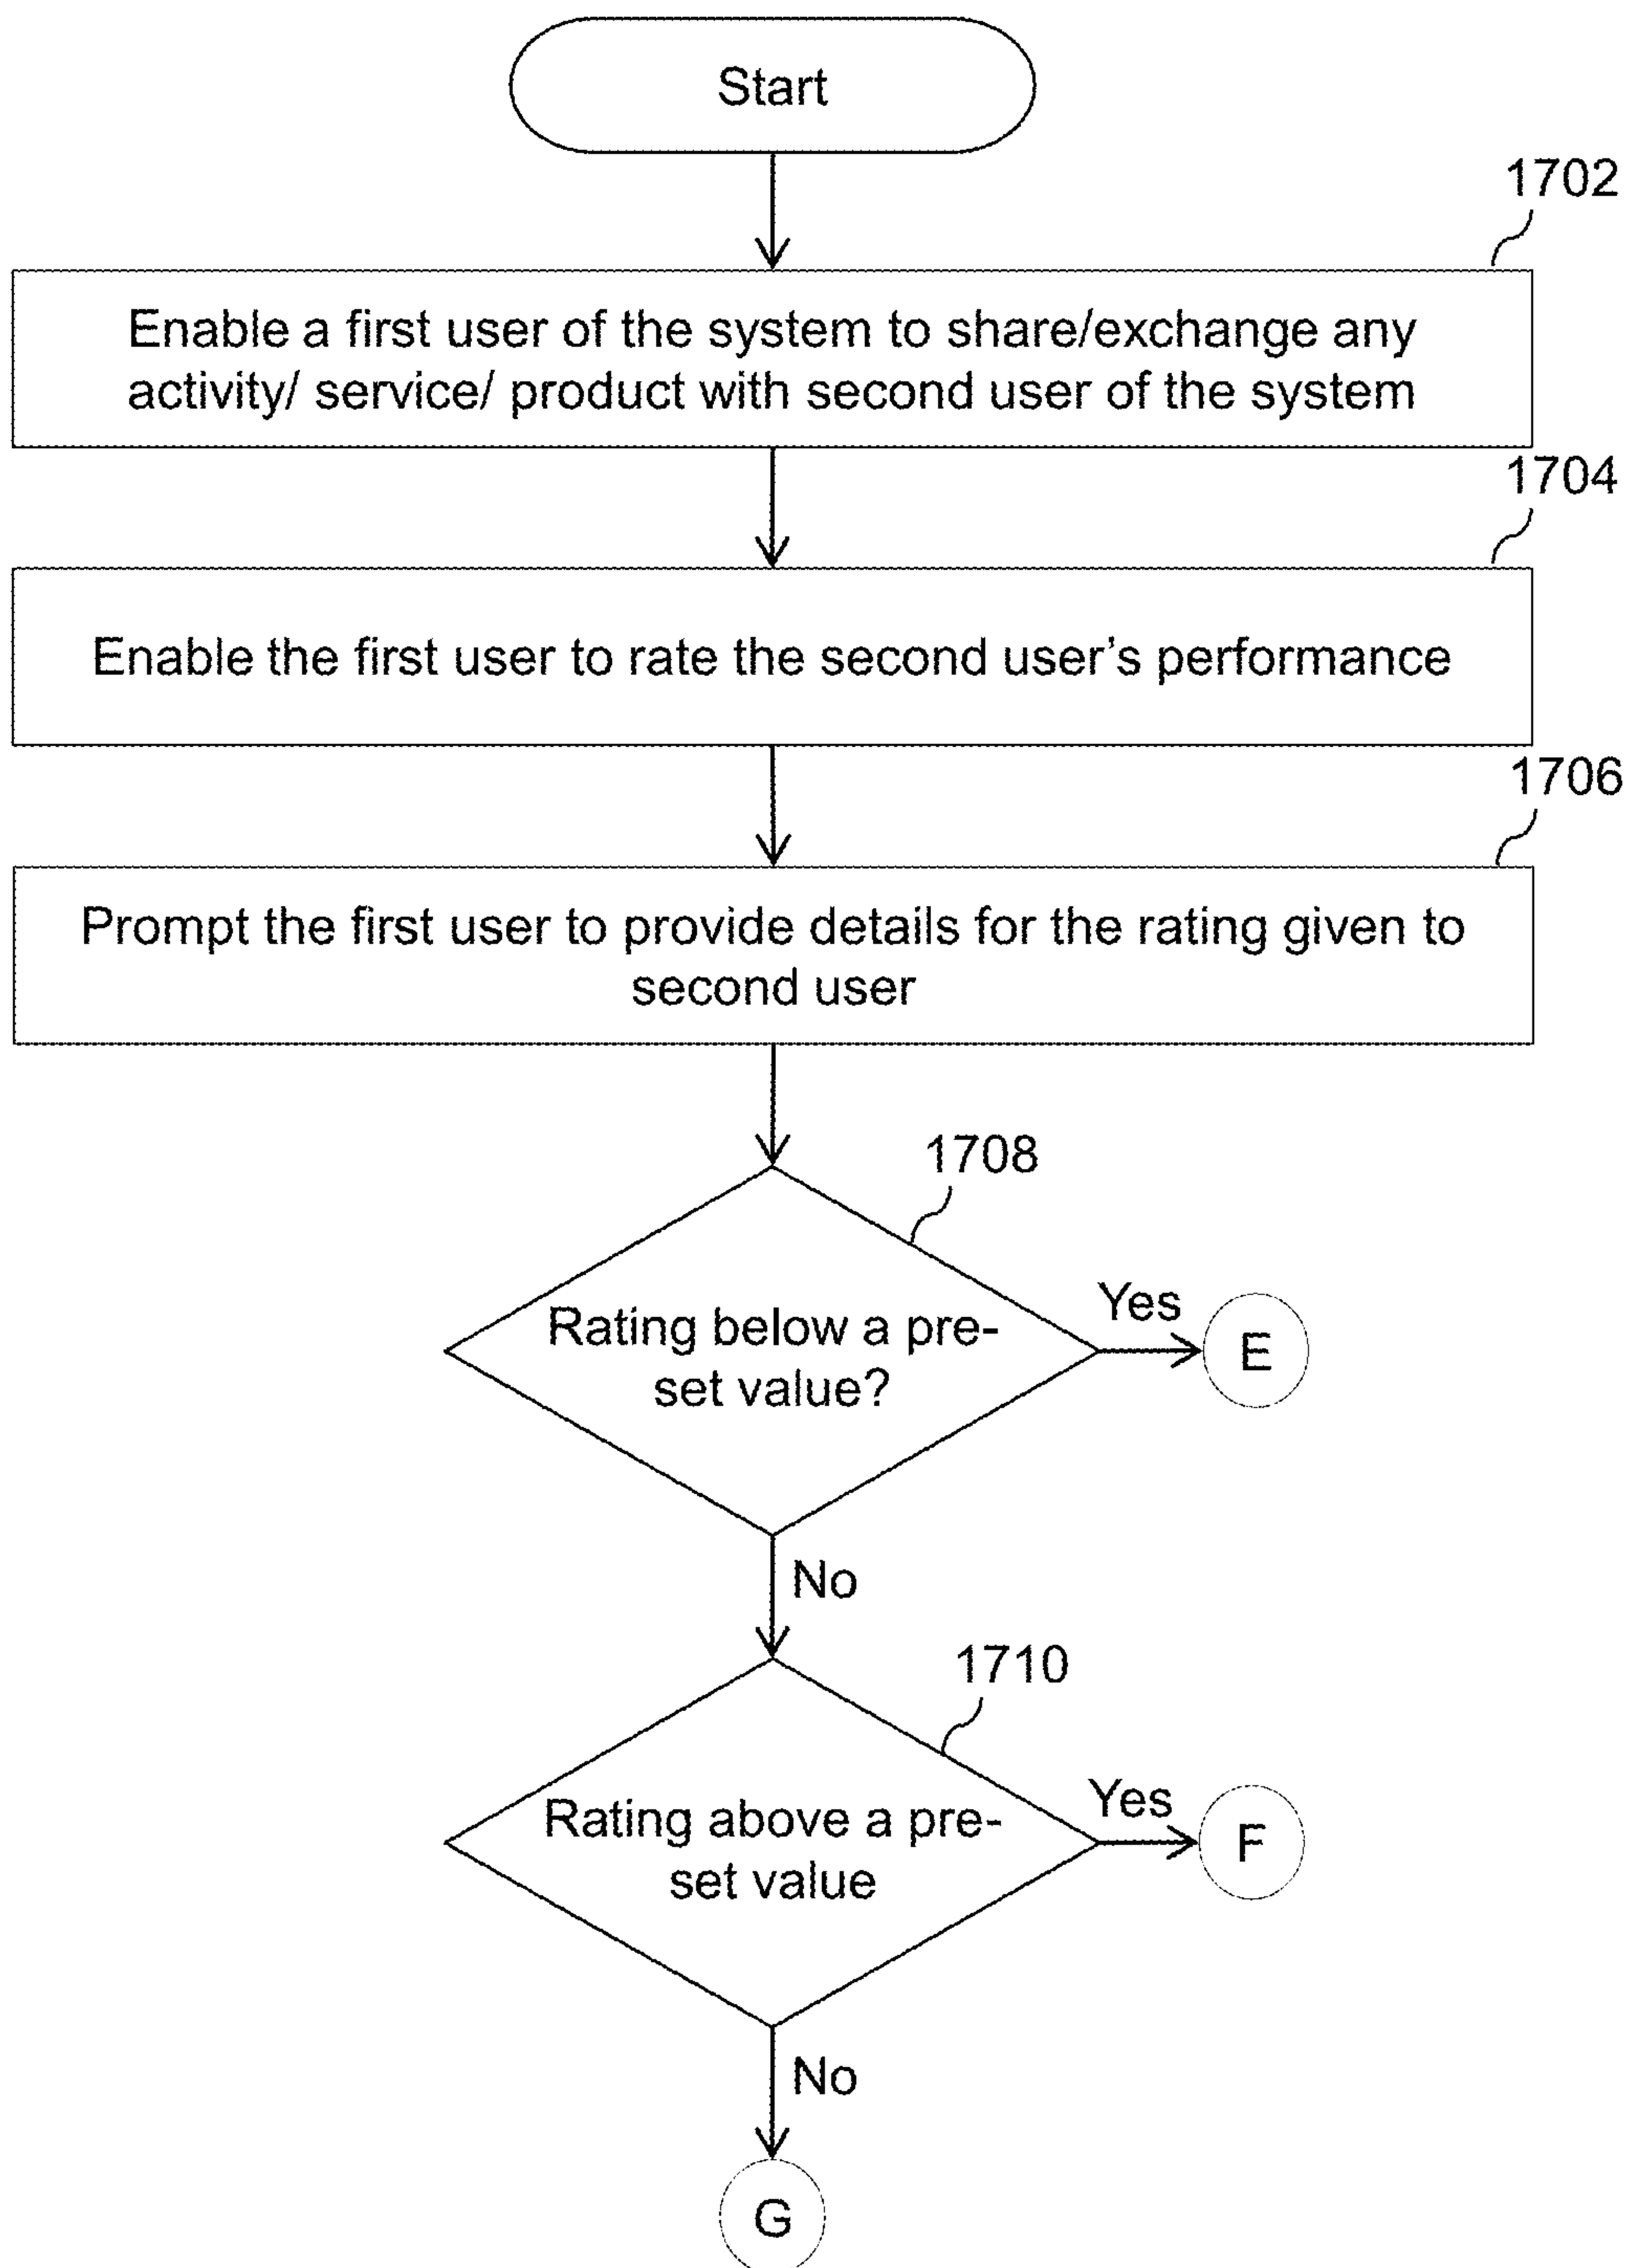 Start
1702
Enable a first user of the system to share/exchange any
activity/ service/ product with second user of the system
1704
Enable the first user to rate the second user’s performance
1706
Prompt the first user to provide details for the rating given to
second user
1708
Rating below a pre-
set value?
Yes
E
No
1710
Rating above a pre-
set value
Yes
F
No
G